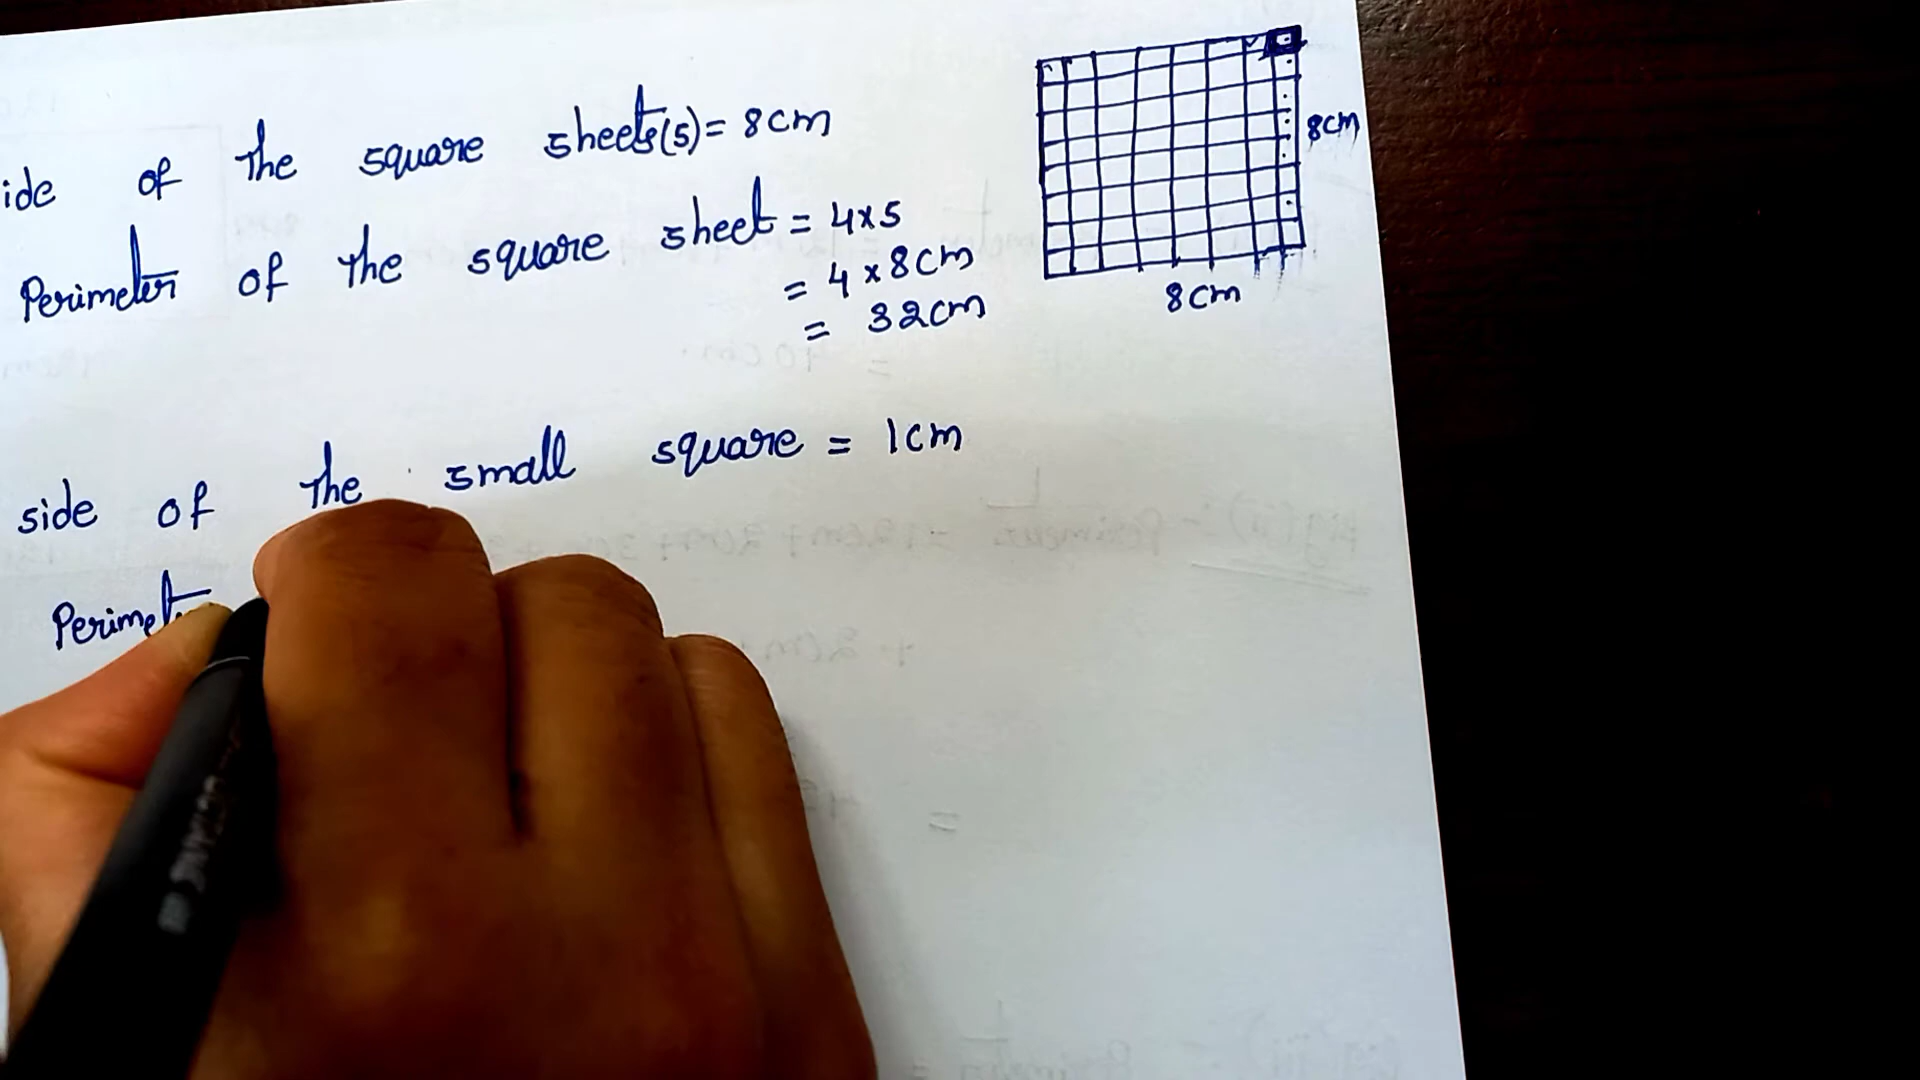 ide of the square sheets(s)= 8cm
Perimeter of the square sheet = 4×s
= 4 × 8cm
= 32cm
8cm
8cm
side of the small square = 1cm
Perimet